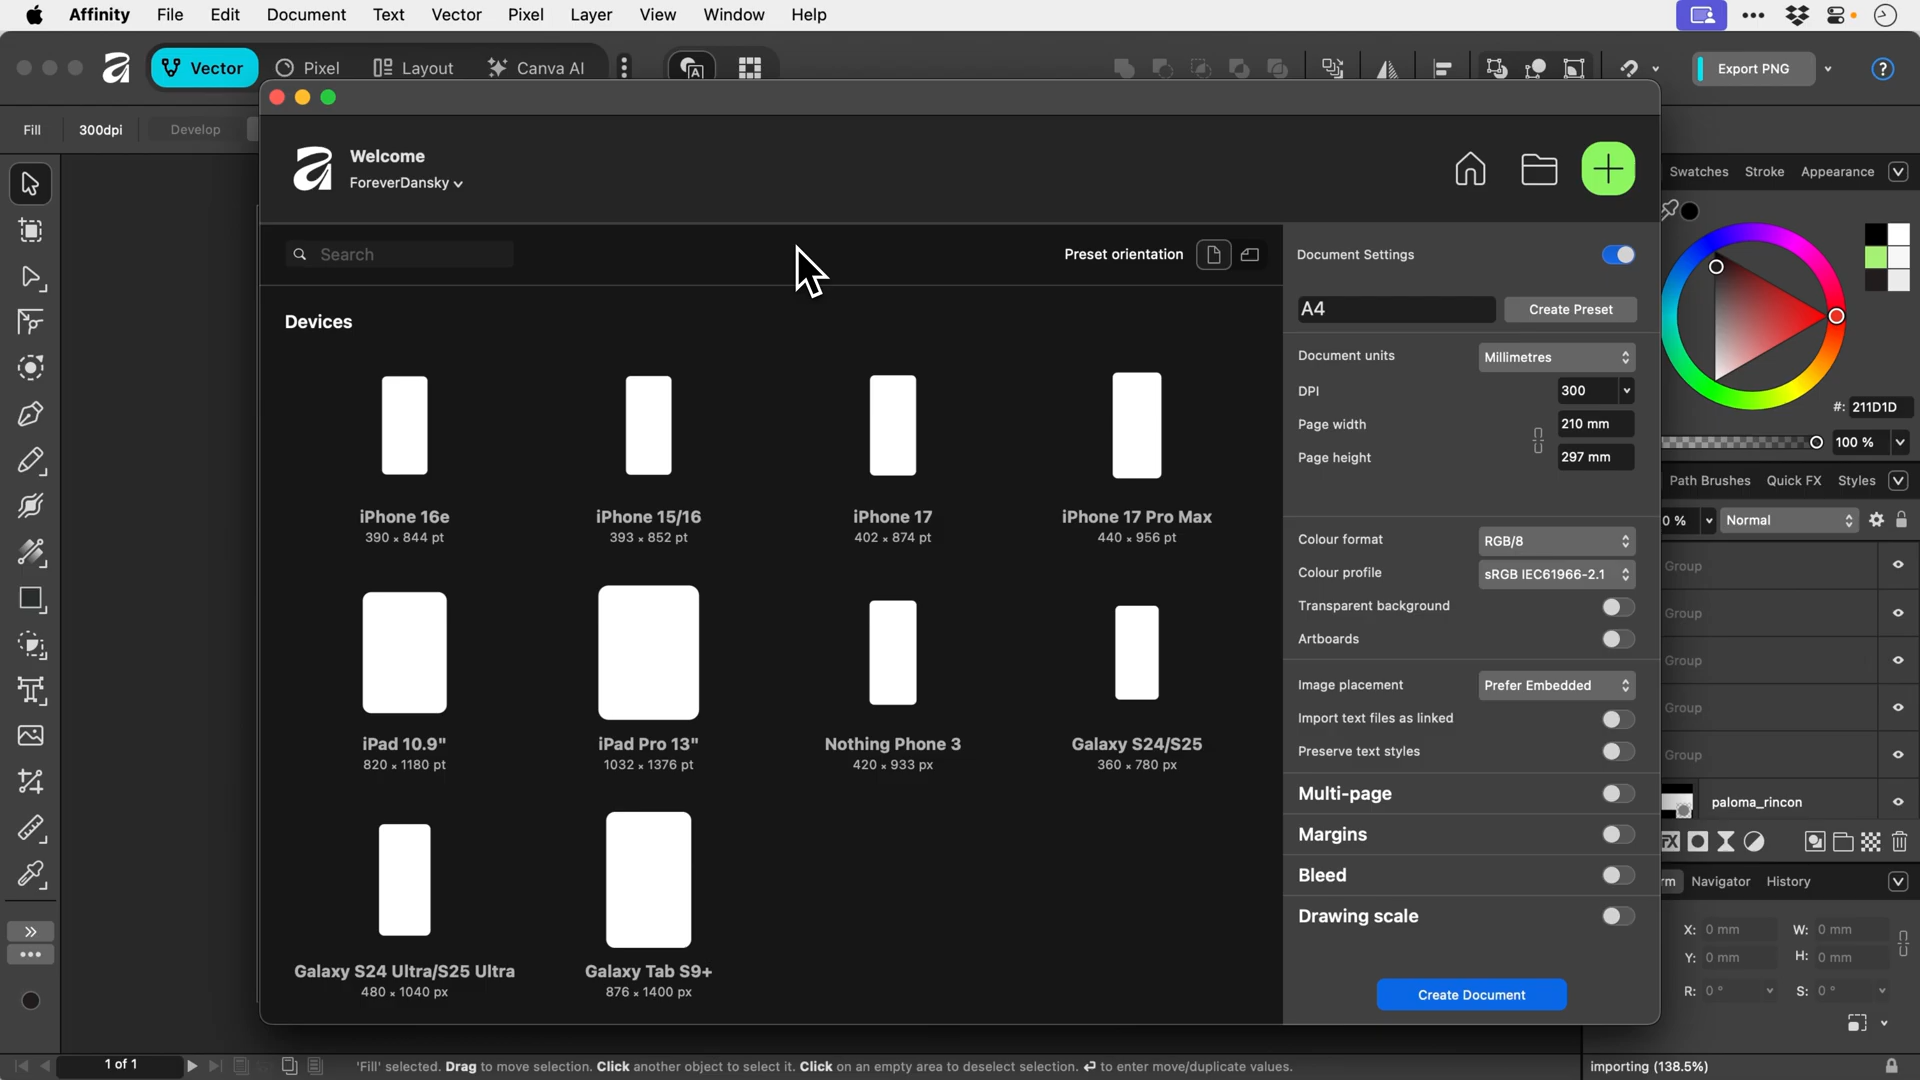 Affinity File Edit Document Text Vector Pixel Layer View Window Help
Vector Pixel Layout Canva AI Export PNG ?
Fill 300dpi Develop
Welcome
ForeverDansky
Search
Preset orientation
Devices
iPhone 16e
390 × 844 pt
iPhone 15/16
393 × 852 pt
iPhone 17
402 × 874 pt
iPhone 17 Pro Max
440 × 956 pt
iPad 10.9"
820 × 1180 pt
iPad Pro 13"
1032 × 1376 pt
Nothing Phone 3
420 × 933 px
Galaxy S24/S25
360 × 780 px
Galaxy S24 Ultra/S25 Ultra
480 × 1040 px
Galaxy Tab S9+
876 × 1400 px
Document Settings
A4 Create Preset
Document units Millimetres
DPI 300
Page width 210 mm
Page height 297 mm
Colour format RGB/8
Colour profile sRGB IEC61966-2.1
Transparent background
Artboards
Image placement Prefer Embedded
Import text files as linked
Preserve text styles
Multi-page
Margins
Bleed
Drawing scale
Create Document
Swatches Stroke Appearance
#: 211D1D
100 %
Path Brushes Quick FX Styles
0 % Normal
Group
Group
Group
Group
Group
paloma_rincon
rm Navigator History
X: 0 mm W: 0 mm
Y: 0 mm H: 0 mm
R: 0 ° S: 0 °
1 of 1
'Fill' selected. Drag to move selection. Click another object to select it. Click on an empty area to deselect selection. ↵ to enter move/duplicate values.
importing (138.5%)